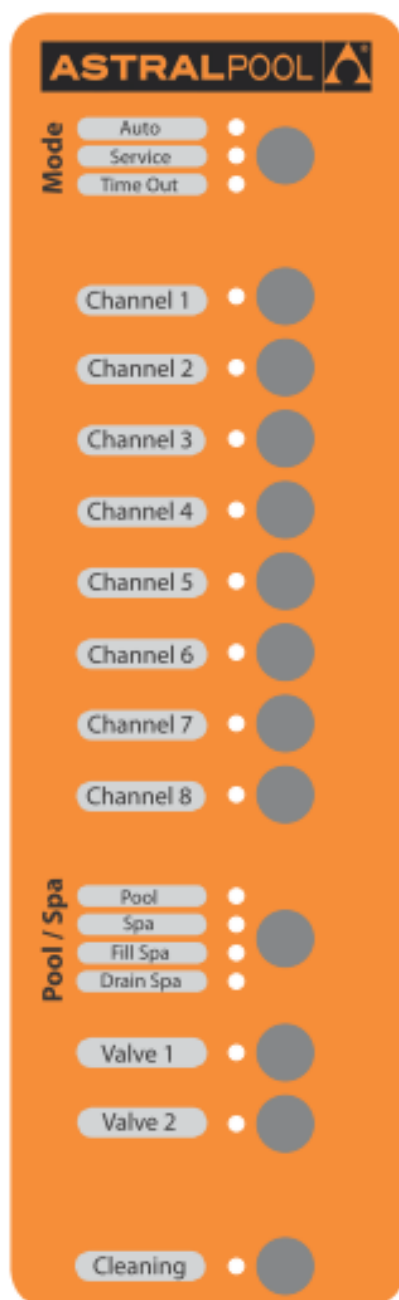 ASTRALPOOL
Mode
Auto
Service
Time Out
Channel 1
Channel 2
Channel 3
Channel 4
Channel 5
Channel 6
Channel 7
Channel 8
Pool / Spa
Pool
Spa
Fill Spa
Drain Spa
Valve 1
Valve 2
Cleaning